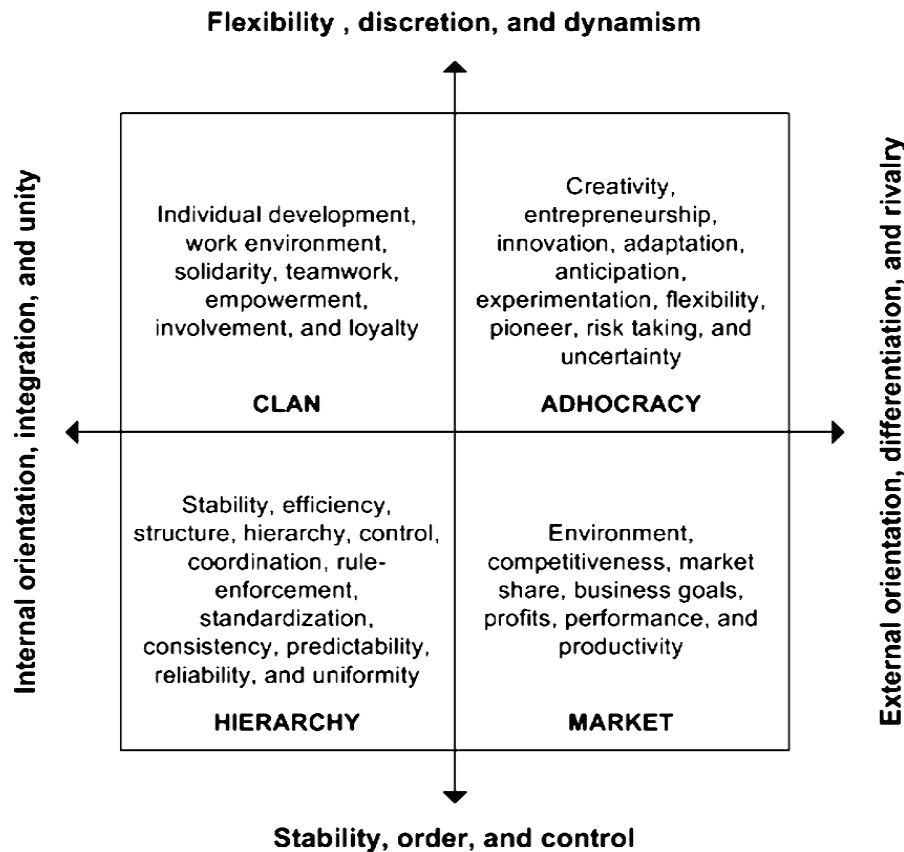 Flexibility , discretion, and dynamism
Internal orientation, integration, and unity
Individual development,
work environment,
solidarity, teamwork,
empowerment,
involvement, and loyalty
CLAN
Creativity,
entrepreneurship,
innovation, adaptation,
anticipation,
experimentation, flexibility,
pioneer, risk taking, and
uncertainty
ADHOCRACY
External orientation, differentiation, and rivalry
Stability, efficiency,
structure, hierarchy, control,
coordination, rule-
enforcement,
standardization,
consistency, predictability,
reliability, and uniformity
HIERARCHY
Environment,
competitiveness, market
share, business goals,
profits, performance, and
productivity
MARKET
Stability, order, and control